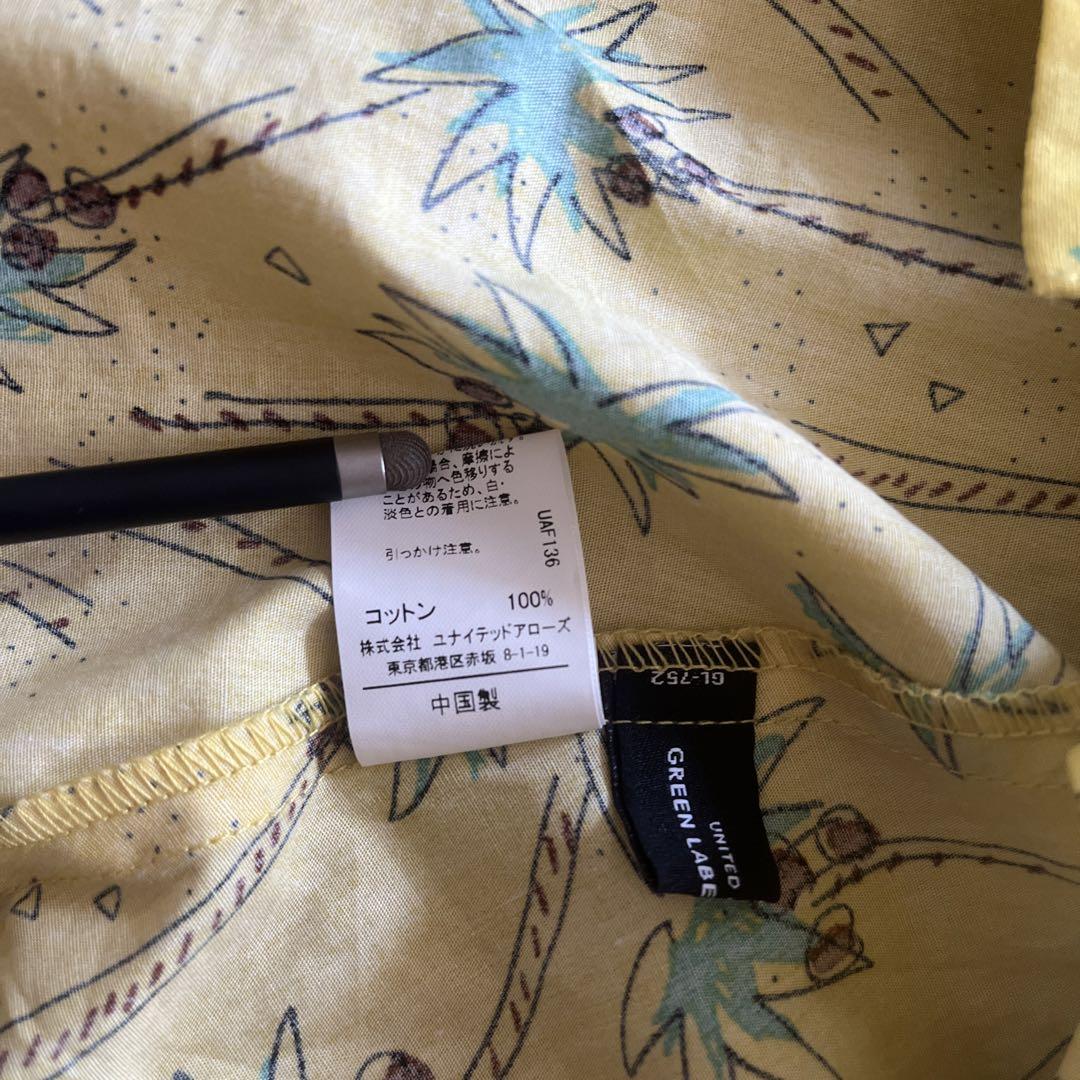 場合、摩擦によ
物へ色移りする
ことがあるため、白・
淡色との着用に注意。
引っかけ注意。
UAF136
コットン 100%
株式会社 ユナイテッドアローズ
東京都港区赤坂 8-1-19
中国製
GL-752
UNITED
GREEN LABE